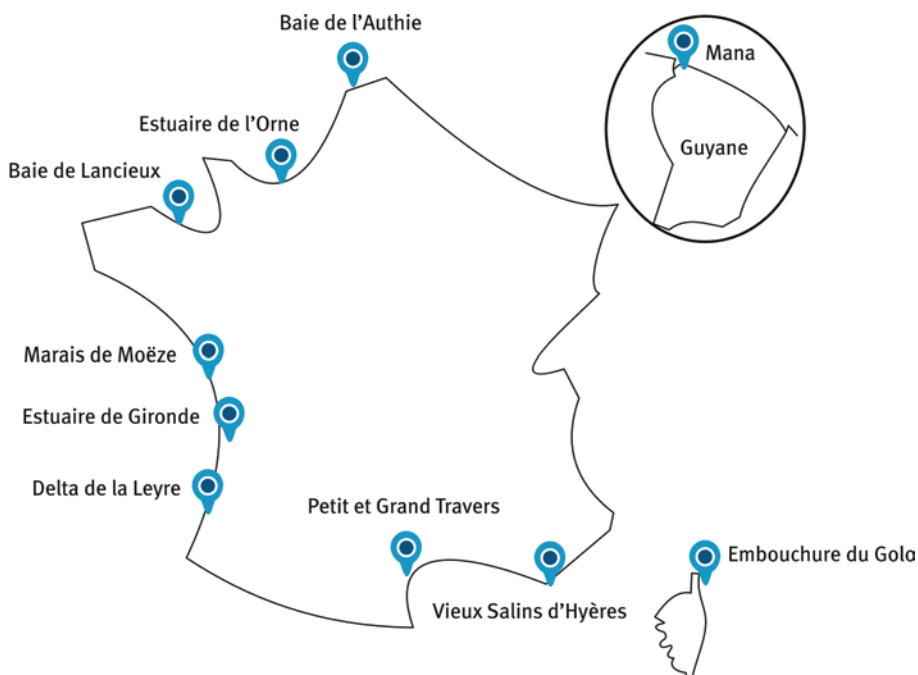 Baie de l’Authie
Mana
Estuaire de l’Orne
Guyane
Baie de Lancieux
Marais de Moëze
Estuaire de Gironde
Delta de la Leyre
Petit et Grand Travers
Embouchure du Golo
Vieux Salins d’Hyères